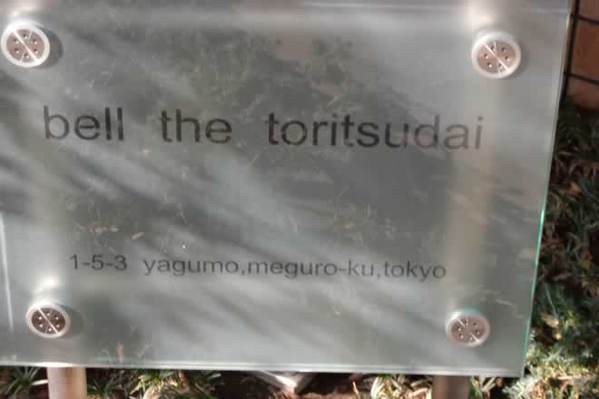 bell the toritsudai
1-5-3 yagumo,meguro-ku,tokyo